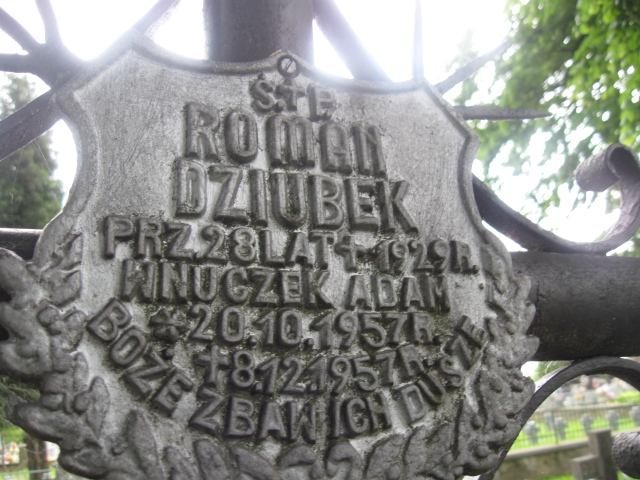 Ś†P.
ROMAN
DZIUBEK
PRZ.28 LAT † 1929 R.
WNUCZEK ADAM
* 20.10.1957 R.
† 8.12.1957 R.
BOŻE ZBAW ICH DUSZE